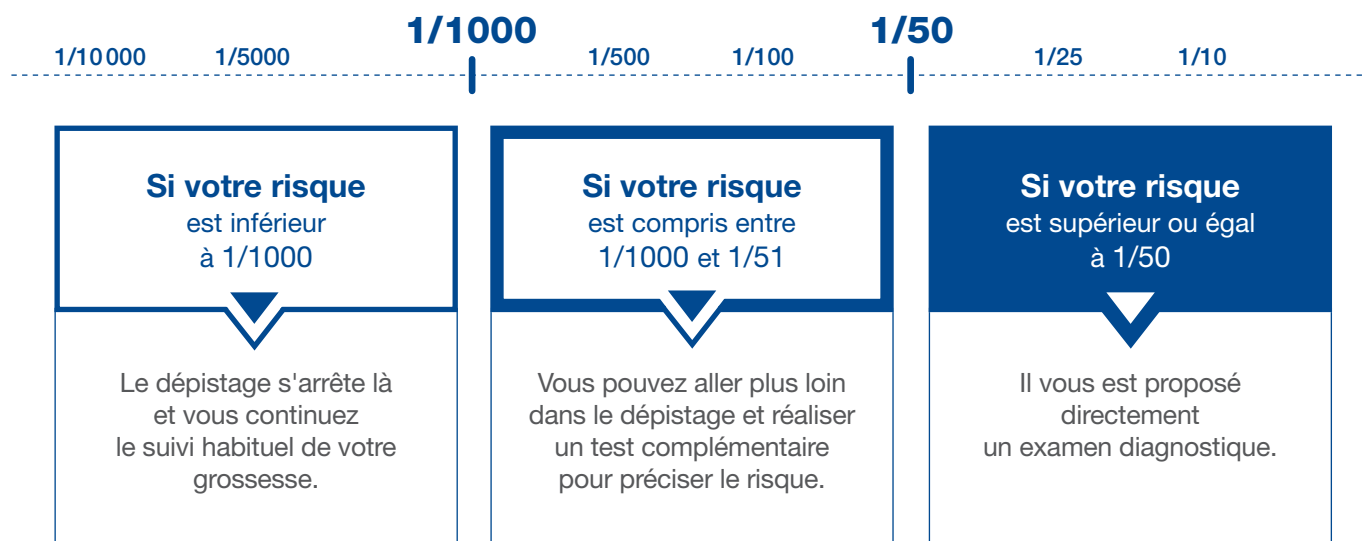 1/10 000
1/5000
1/1000
1/500
1/100
1/50
1/25
1/10
Si votre risque
est inférieur
à 1/1000
Le dépistage s'arrête là
et vous continuez
le suivi habituel de votre
grossesse.
Si votre risque
est compris entre
1/1000 et 1/51
Vous pouvez aller plus loin
dans le dépistage et réaliser
un test complémentaire
pour préciser le risque.
Si votre risque
est supérieur ou égal
à 1/50
Il vous est proposé
directement
un examen diagnostique.